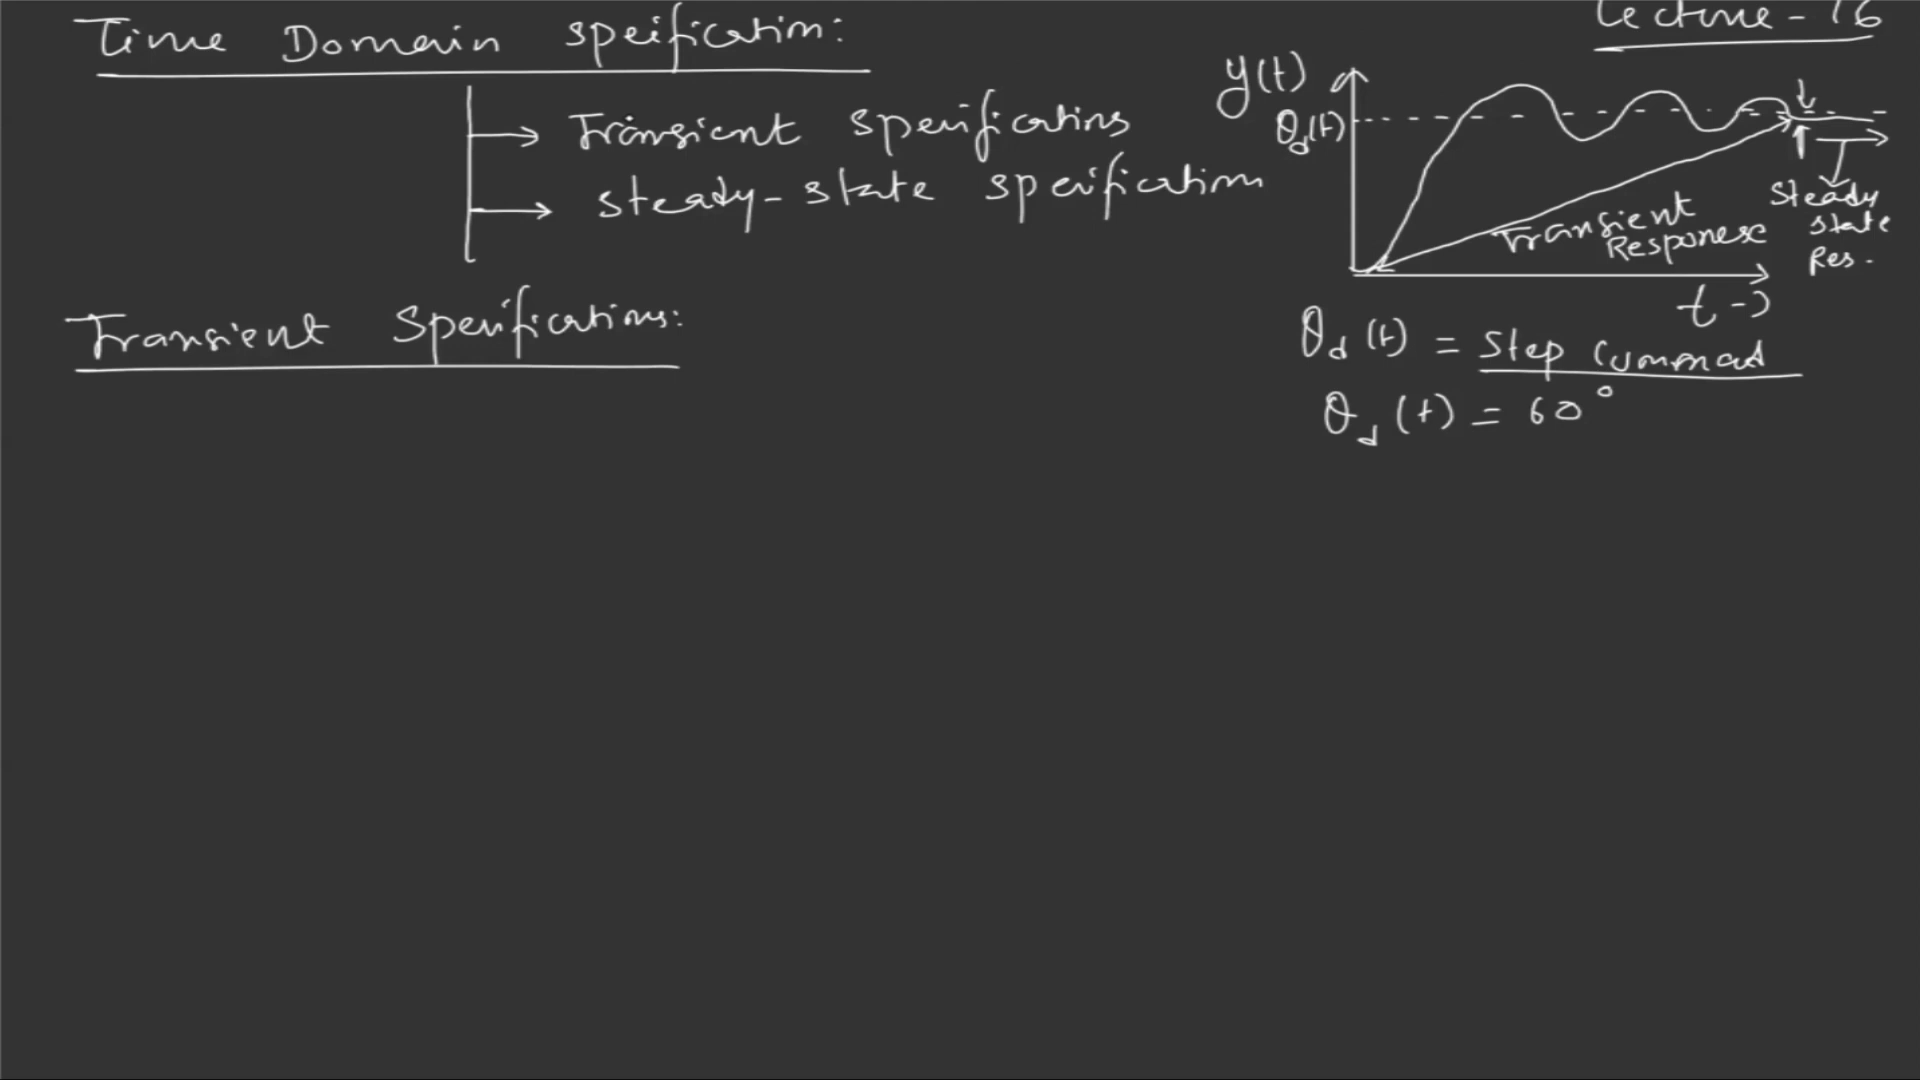 Lecture - 16
Time Domain speification:
Transient Specifications
steady-state specification
Transient Specifications:
y(t)
θd(t)
Transient
Response
Steady
state
Res.
t →
θd(t) = Step Command
θd(t) = 60°